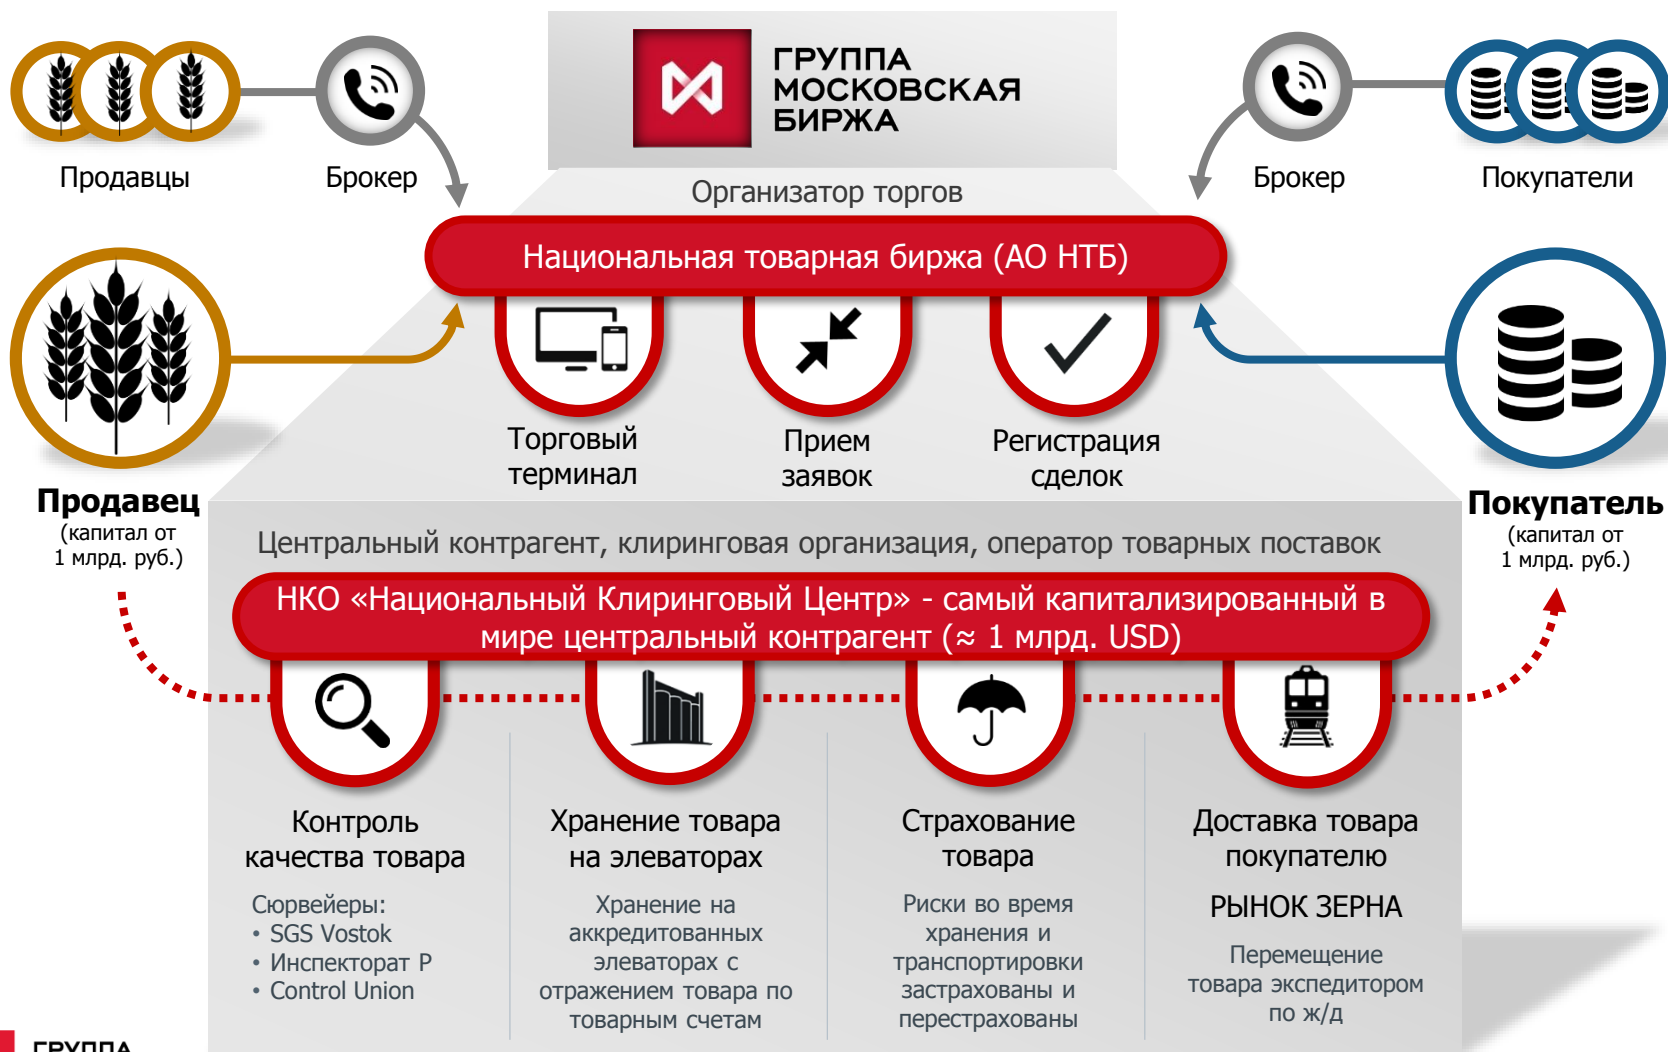 ГРУППА
МОСКОВСКАЯ
БИРЖА
Продавцы
Брокер
Брокер
Покупатели
Организатор торгов
Национальная товарная биржа (АО НТБ)
Торговый
терминал
Прием
заявок
Регистрация
сделок
Продавец
(капитал от
1 млрд. руб.)
Покупатель
(капитал от
1 млрд. руб.)
Центральный контрагент, клиринговая организация, оператор товарных поставок
НКО «Национальный Клиринговый Центр» - самый капитализированный в
мире центральный контрагент (≈ 1 млрд. USD)
Контроль
качества товара
Сюрвейеры:
• SGS Vostok
• Инспекторат Р
• Control Union
Хранение товара
на элеваторах
Хранение на
аккредитованных
элеваторах с
отражением товара по
товарным счетам
Страхование
товара
Риски во время
хранения и
транспортировки
застрахованы и
перестрахованы
Доставка товара
покупателю
РЫНОК ЗЕРНА
Перемещение
товара экспедитором
по ж/д
ГРУППА